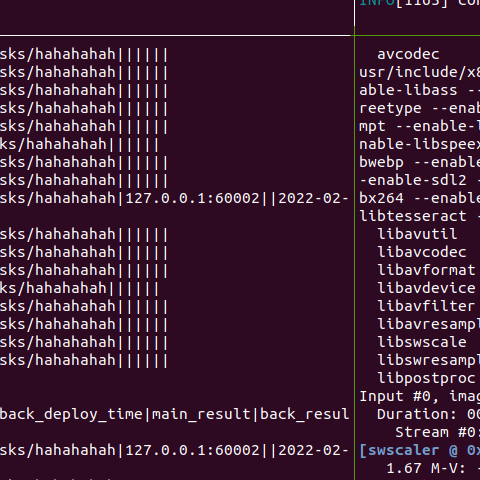 sks/hahahahah||||||
sks/hahahahah||||||
sks/hahahahah||||||
sks/hahahahah||||||
sks/hahahahah||||||
ks/hahahahah||||||
sks/hahahahah||||||
sks/hahahahah||||||
sks/hahahahah|127.0.0.1:60002||2022-02-
sks/hahahahah||||||
sks/hahahahah||||||
sks/hahahahah||||||
ks/hahahahah||||||
sks/hahahahah||||||
sks/hahahahah||||||
sks/hahahahah||||||
sks/hahahahah||||||
back_deploy_time|main_result|back_resul
sks/hahahahah|127.0.0.1:60002||2022-02-
INFO[1163] con
avcodec
usr/include/x8
able-libass --
reetype --enab
mpt --enable-l
nable-libspeex
bwebp --enable
-enable-sdl2 -
bx264 --enable
libtesseract -
libavutil
libavcodec
libavformat
libavdevice
libavfilter
libavresampl
libswscale
libswresampl
libpostproc
Input #0, imag
Duration: 00
Stream #0:
[swscaler @ 0x
1.67 M-V: -